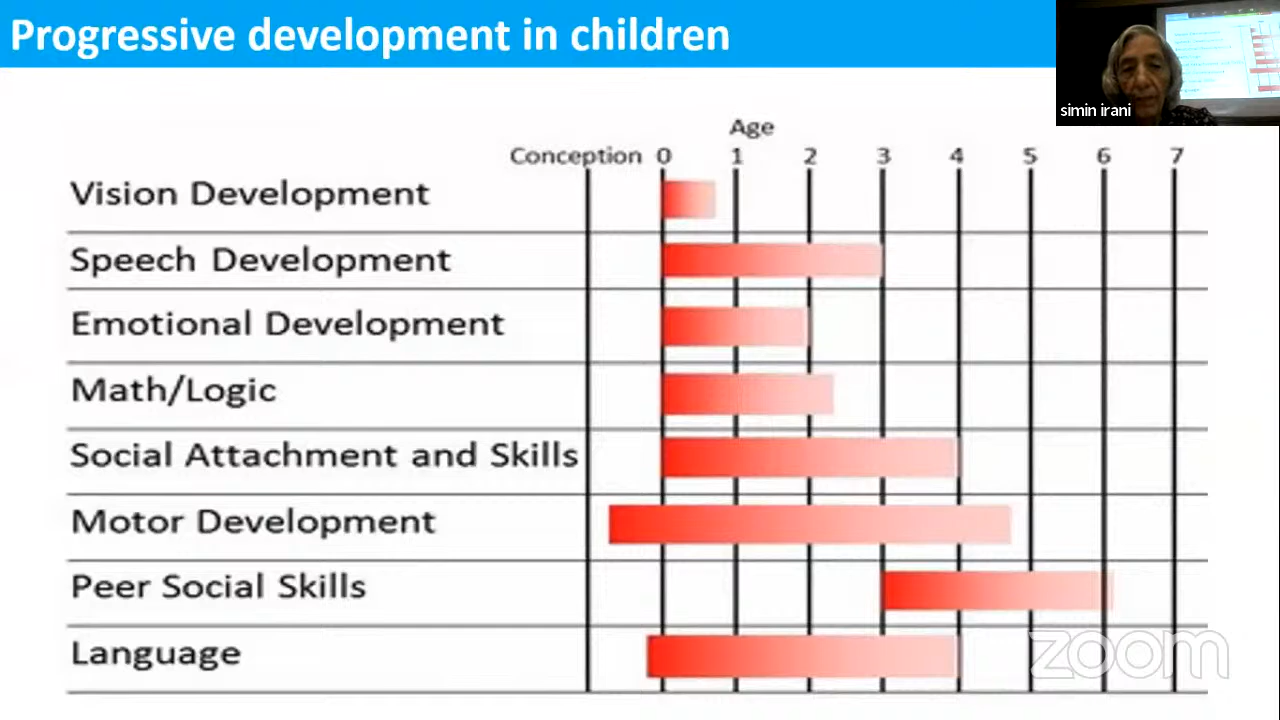 Progressive development in children
simin irani
Age
Conception 0 1 2 3 4 5 6 7
Vision Development
Speech Development
Emotional Development
Math/Logic
Social Attachment and Skills
Motor Development
Peer Social Skills
Language
zoom